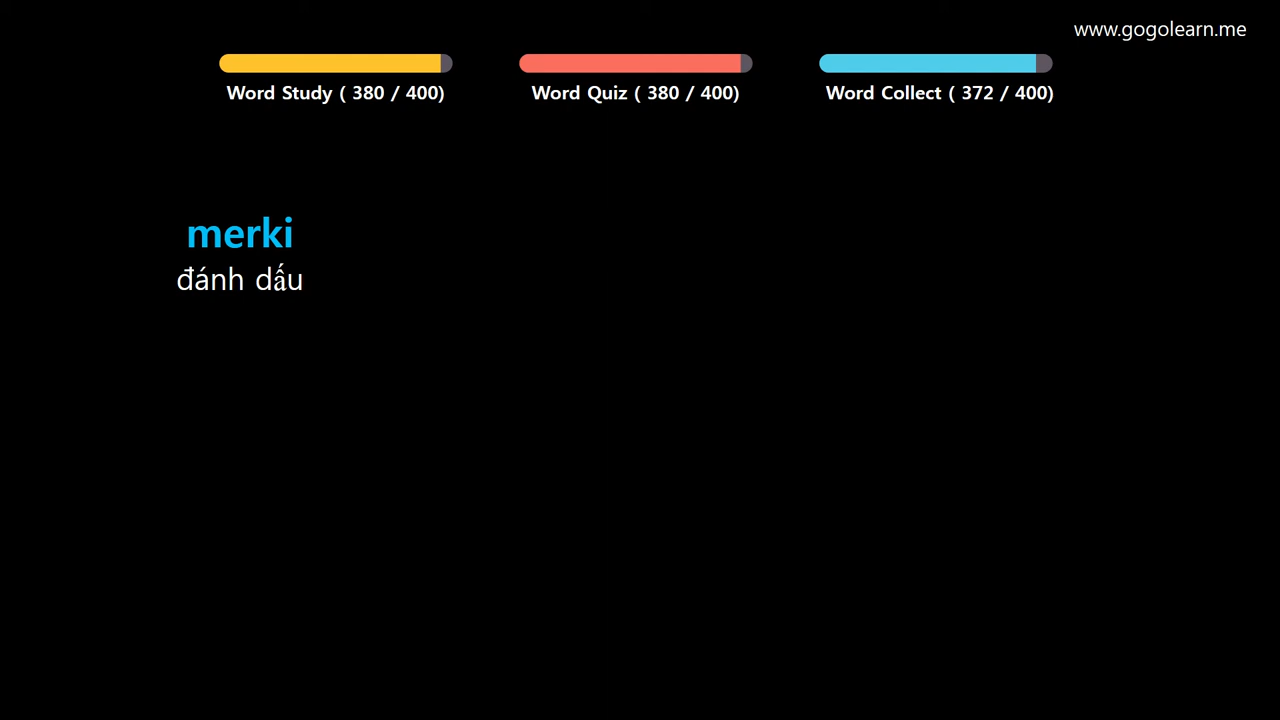 www.gogolearn.me
Word Study ( 380 / 400)
Word Quiz ( 380 / 400)
Word Collect ( 372 / 400)
merki
đánh dấu